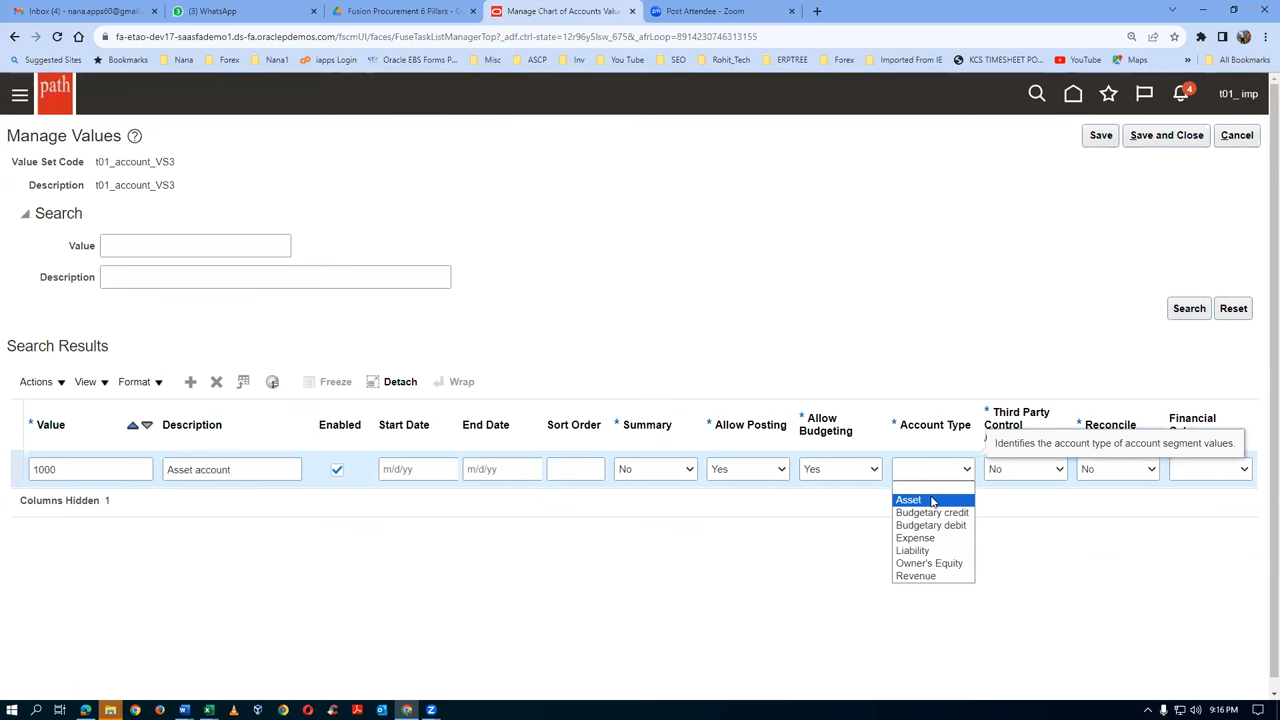 Inbox (4) - nana.apps60@gmail.c
(3) WhatsApp
Fusion Procurement 6 Pillars - G
Manage Chart of Accounts Value
Post Attendee - Zoom
fa-etao-dev17-saasfademo1.ds-fa.oraclepdemos.com/fscmUI/faces/FuseTaskListManagerTop?_adf.ctrl-state=12r96y5lsw_675&_afrLoop=8914230746313155
Suggested Sites
Bookmarks
Nana
Forex
Nana1
iapps Login
Oracle EBS Forms P...
Misc
ASCP
Inv
You Tube
SEO
Rohit_Tech
ERPTREE
Forex
Imported From IE
KCS TIMESHEET PO...
YouTube
Maps
»
All Bookmarks
path
4
t01_ imp
Manage Values
Save
Save and Close
Cancel
Value Set Code t01_account_VS3
Description t01_account_VS3
Search
Value
Description
Search
Reset
Search Results
Actions
View
Format
Freeze
Detach
Wrap
* Value
Description
Enabled
Start Date
End Date
Sort Order
* Summary
* Allow Posting
* Allow Budgeting
* Account Type
* Third Party Control
* Reconcile
Financial
Identifies the account type of account segment values.
1000
Asset account
m/d/yy
m/d/yy
No
Yes
Yes
No
No
Columns Hidden 1
Asset
Budgetary credit
Budgetary debit
Expense
Liability
Owner's Equity
Revenue
9:16 PM